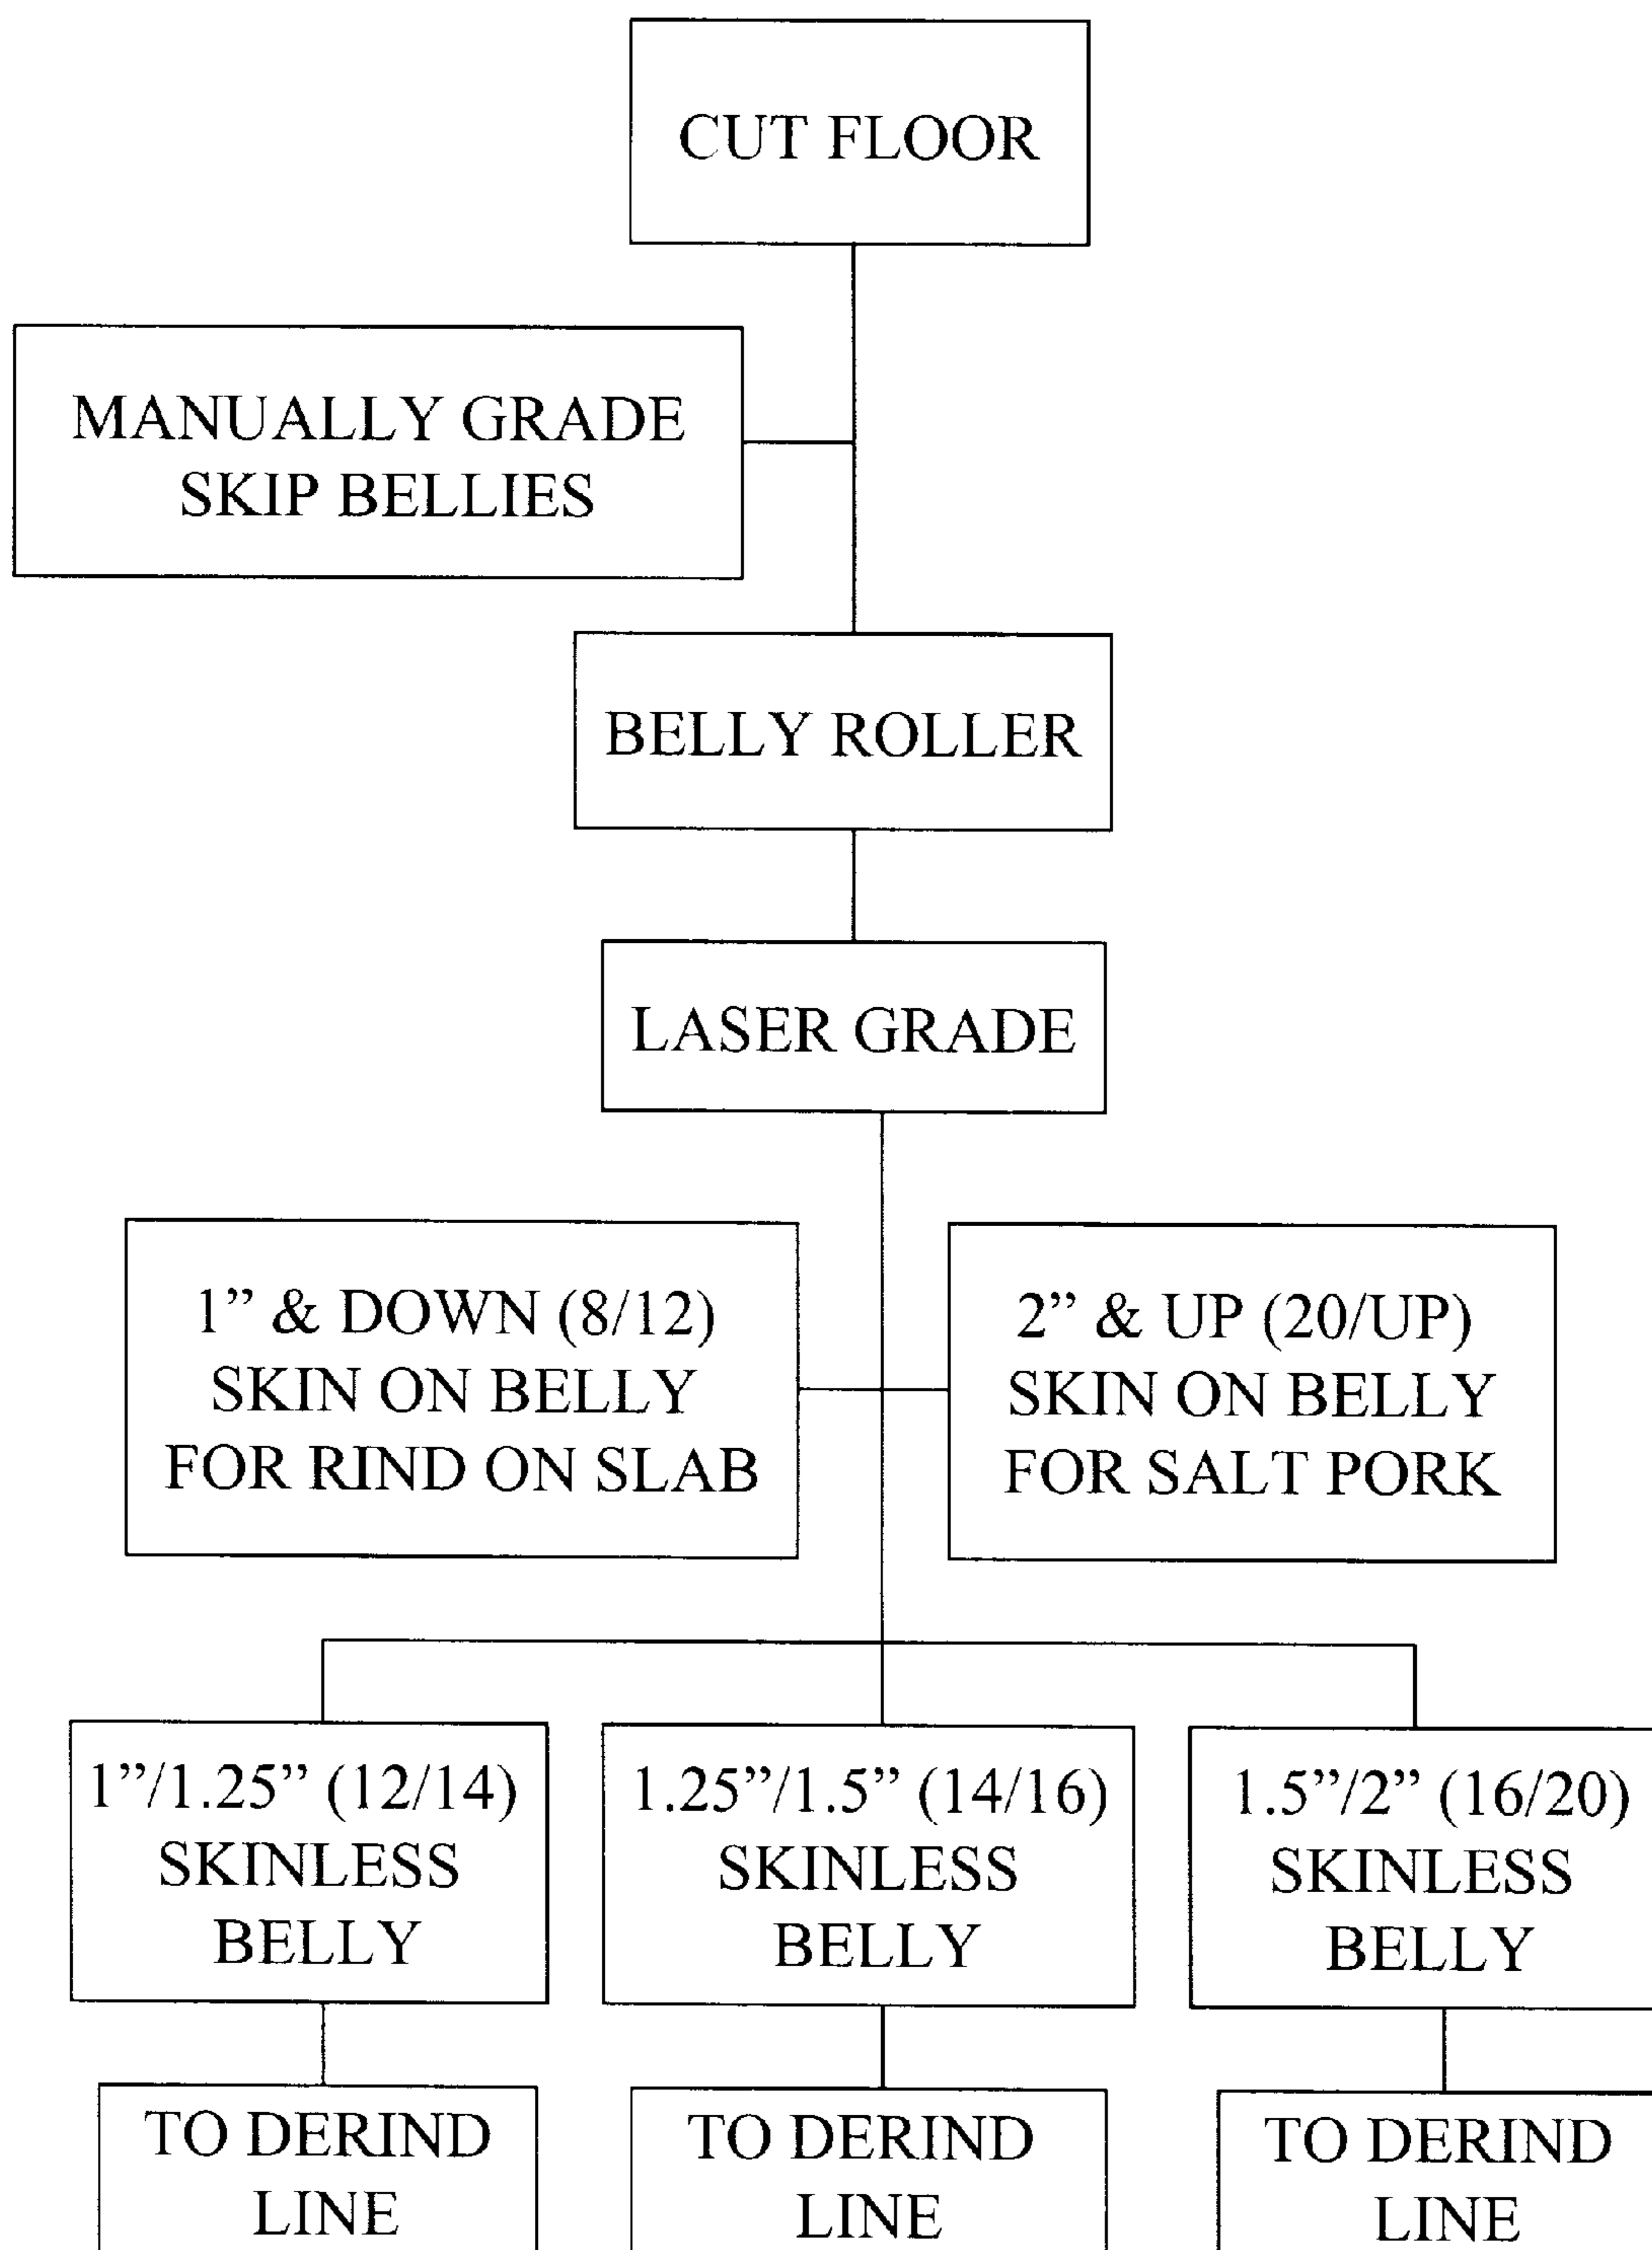 CUT FLOOR
MANUALLY GRADE
SKIP BELLIES
BELLY ROLLER
LASER GRADE
1” & DOWN (8/12)
SKIN ON BELLY
FOR RIND ON SLAB
2” & UP (20/UP)
SKIN ON BELLY
FOR SALT PORK
1”/1.25” (12/14)
SKINLESS
BELLY
1.25”/1.5” (14/16)
SKINLESS
BELLY
1.5”/2” (16/20)
SKINLESS
BELLY
TO DERIND
LINE
TO DERIND
LINE
TO DERIND
LINE